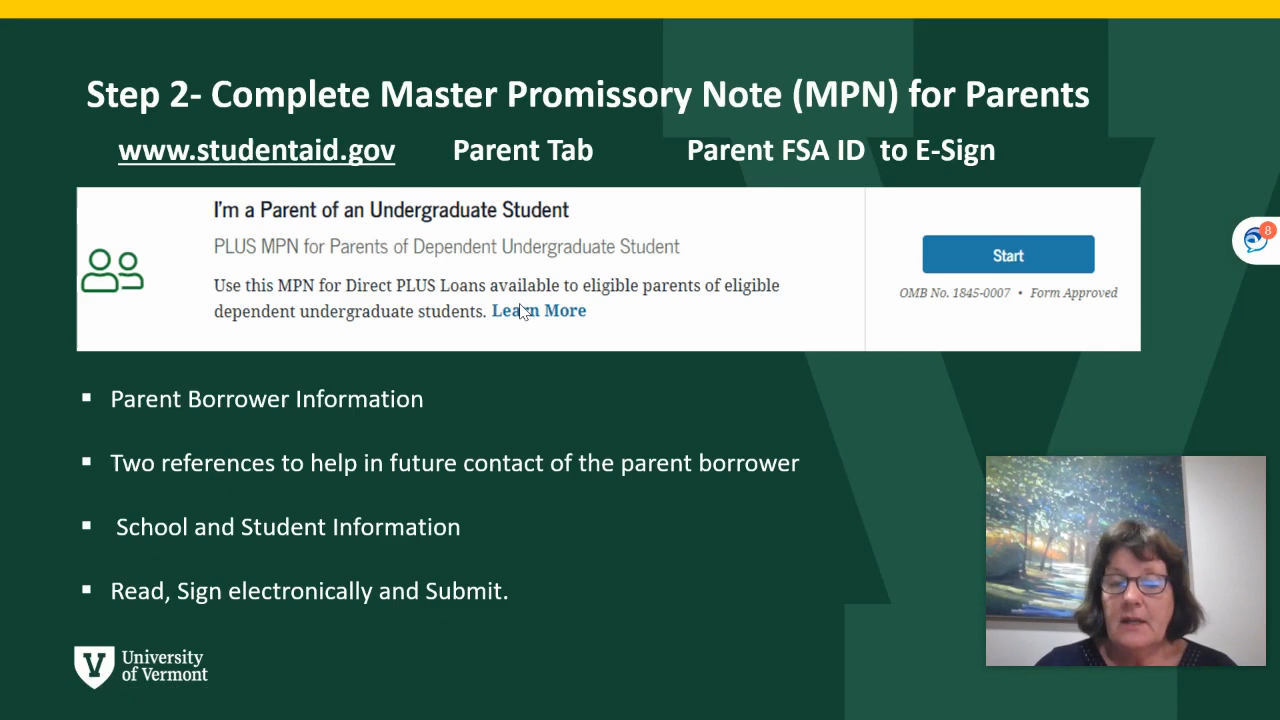 Step 2- Complete Master Promissory Note (MPN) for Parents
www.studentaid.gov Parent Tab Parent FSA ID to E-Sign
I'm a Parent of an Undergraduate Student
PLUS MPN for Parents of Dependent Undergraduate Student
Use this MPN for Direct PLUS Loans available to eligible parents of eligible
dependent undergraduate students. Learn More
Start
OMB No. 1845-0007 • Form Approved
8
▪ Parent Borrower Information
▪ Two references to help in future contact of the parent borrower
▪ School and Student Information
▪ Read, Sign electronically and Submit.
University
of Vermont